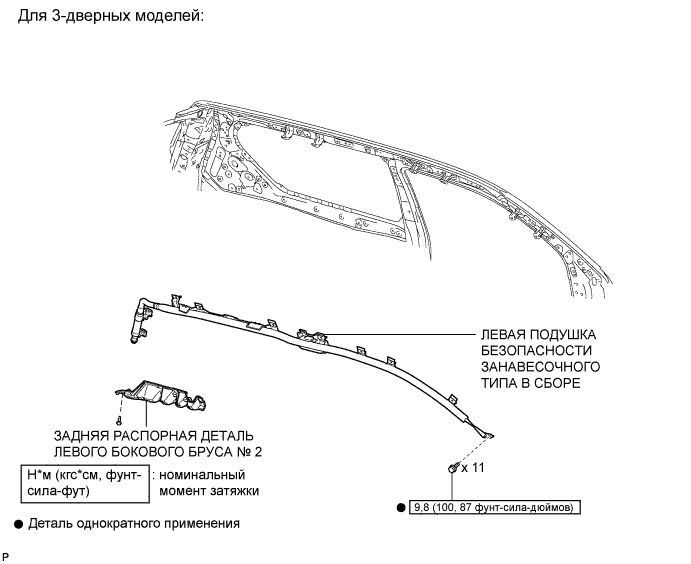 Для 3-дверных моделей:
ЛЕВАЯ ПОДУШКА
БЕЗОПАСНОСТИ
ЗАНАВЕСОЧНОГО
ТИПА В СБОРЕ
ЗАДНЯЯ РАСПОРНАЯ ДЕТАЛЬ
ЛЕВОГО БОКОВОГО БРУСА № 2
x 11
Н*м (кгс*см, фунт-
сила-фут)
: номинальный
момент затяжки
9,8 (100, 87 фунт-сила-дюймов)
● Деталь однократного применения
P